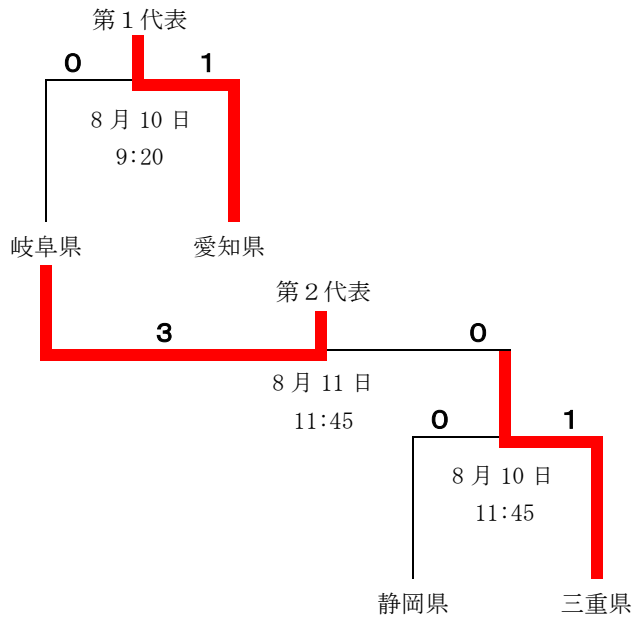 第１代表
0 1
8 月 10 日
9:20
岐阜県 愛知県
第２代表
3 0
8 月 11 日
11:45
0 1
8 月 10 日
11:45
静岡県 三重県